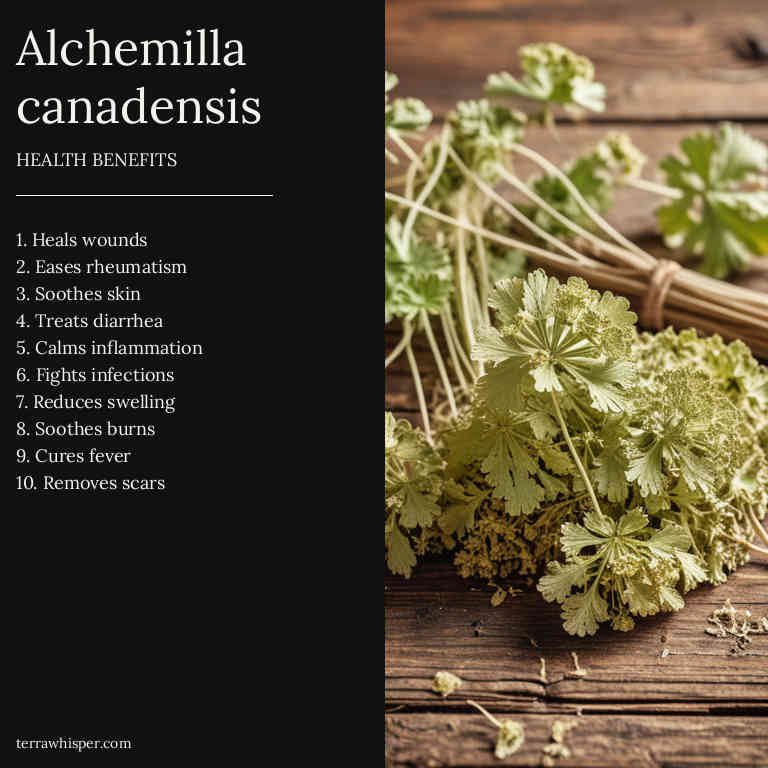 Alchemilla
canadensis
HEALTH BENEFITS
1. Heals wounds
2. Eases rheumatism
3. Soothes skin
4. Treats diarrhea
5. Calms inflammation
6. Fights infections
7. Reduces swelling
8. Soothes burns
9. Cures fever
10. Removes scars
terrawhisper.com